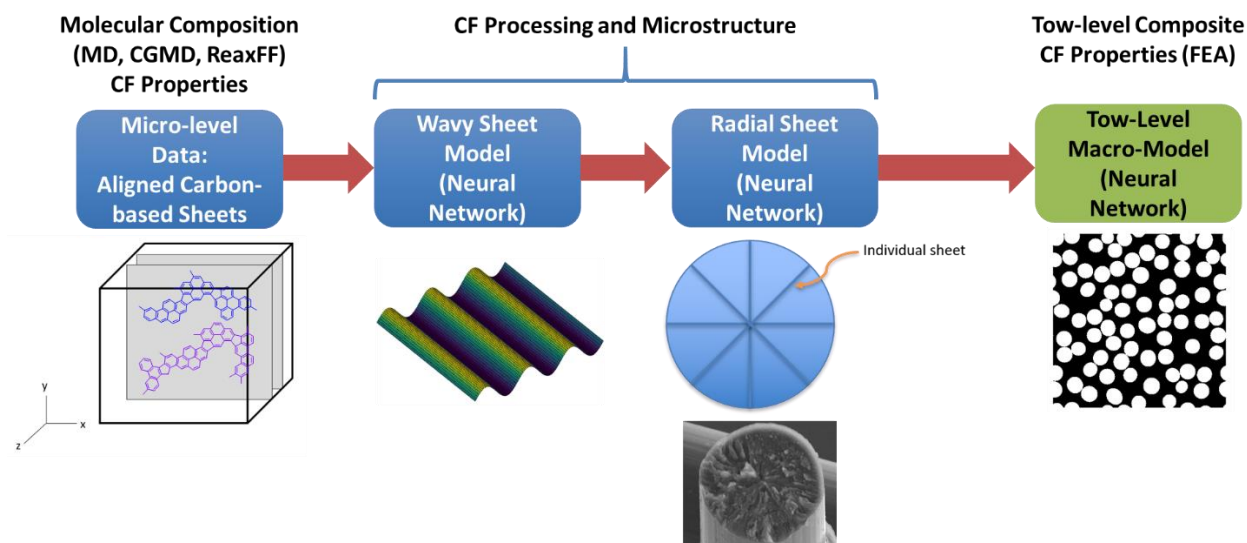 Molecular Composition
(MD, CGMD, ReaxFF)
CF Properties
CF Processing and Microstructure
Tow-level Composite
CF Properties (FEA)
Micro-level
Data:
Aligned Carbon-
based Sheets
Wavy Sheet
Model
(Neural
Network)
Radial Sheet
Model
(Neural
Network)
Tow-Level
Macro-Model
(Neural
Network)
Individual sheet
y
x
z